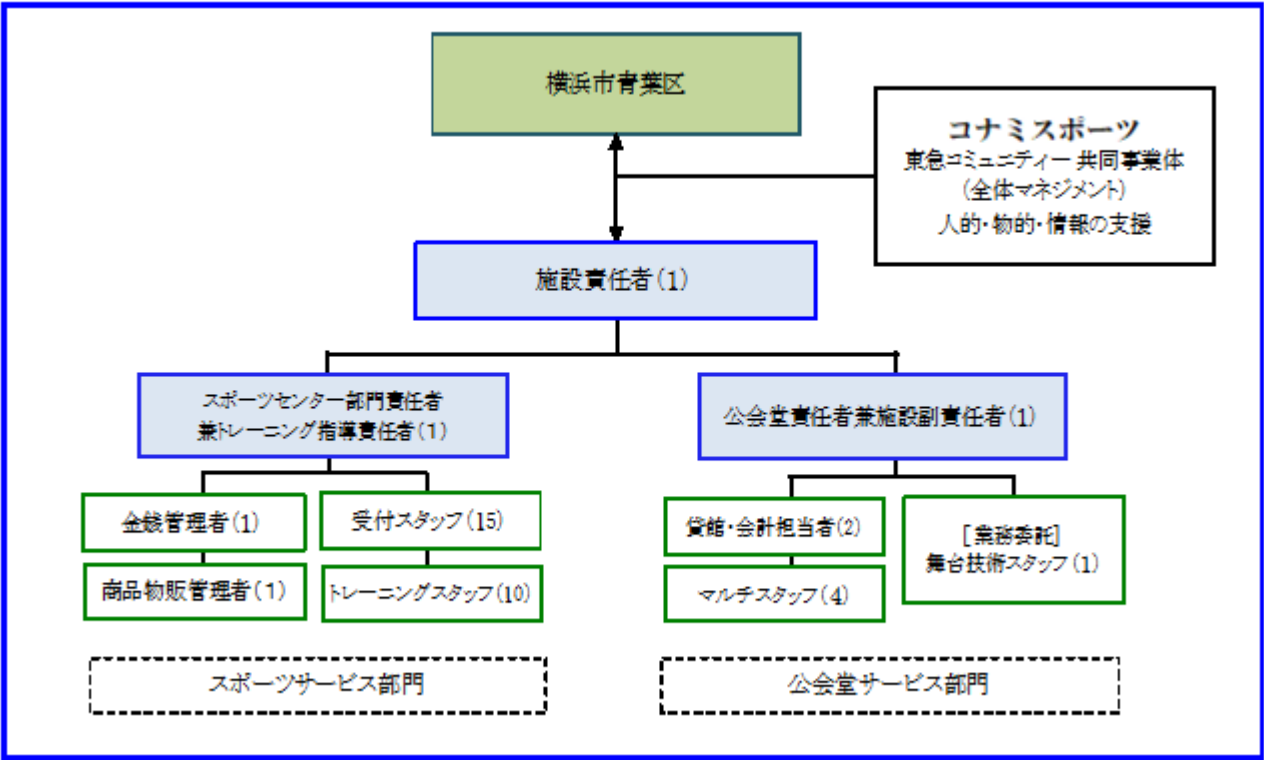 横浜市青葉区
コナミスポーツ
東急コミュニティー共同事業体
(全体マネジメント)
人的・物的・情報の支援
施設責任者(1)
スポーツセンター部門責任者
兼トレーニング指導責任者(1)
公会堂責任者兼施設副責任者(1)
金銭管理者(1)
受付スタッフ(15)
商品物販管理者(1)
トレーニングスタッフ(10)
貸館・会計担当者(2)
マルチスタッフ(4)
[業務委託]
舞台技術スタッフ(1)
スポーツサービス部門
公会堂サービス部門